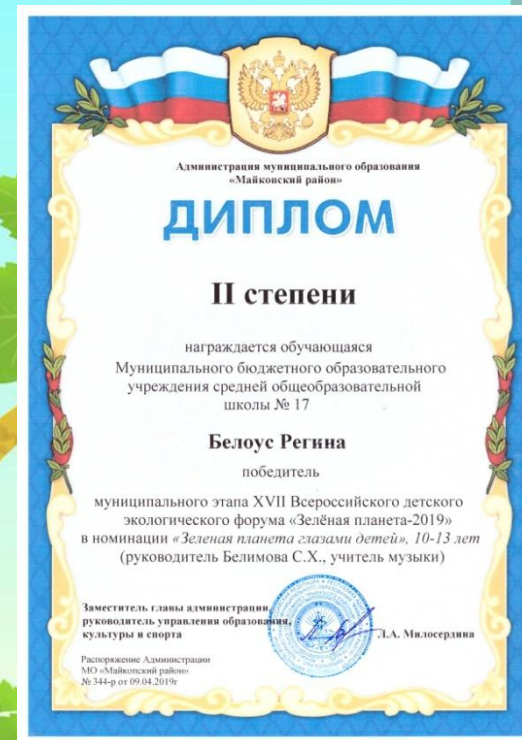 Администрация муниципального образования
«Майкопский район»
ДИПЛОМ
II степени
награждается обучающаяся
Муниципального бюджетного образовательного
учреждения средней общеобразовательной
школы № 17
Белоус Регина
победитель
муниципального этапа XVII Всероссийского детского
экологического форума «Зелёная планета-2019»
в номинации «Зеленая планета глазами детей», 10-13 лет
(руководитель Белимова С.Х., учитель музыки)
Заместитель главы администрации,
руководитель управления образования,
культуры и спорта Л.А. Милосердина
Распоряжение Администрации
МО «Майкопский район»
№ 344-р от 09.04.2019г